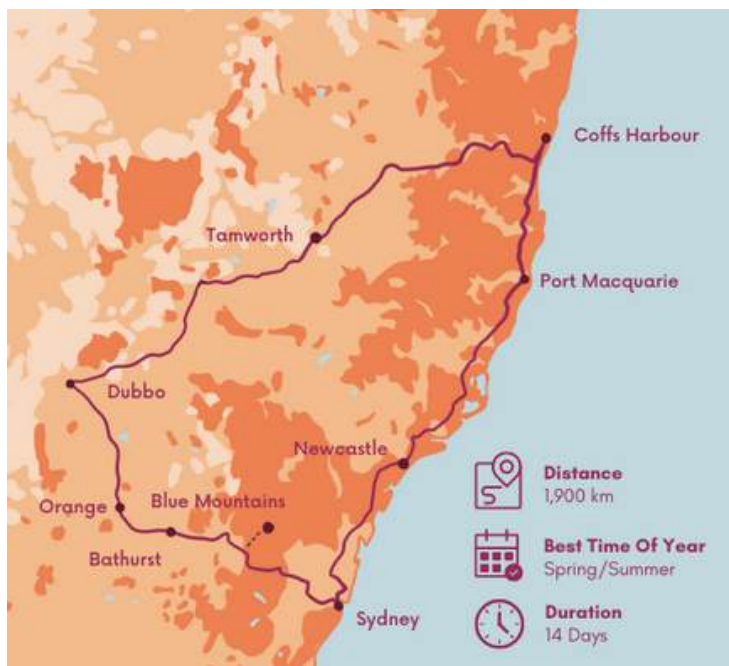 Coffs Harbour
Tamworth
Port Macquarie
Dubbo
Newcastle
Orange
Blue Mountains
Bathurst
Sydney
Distance
1,900 km
Best Time Of Year
Spring/Summer
Duration
14 Days